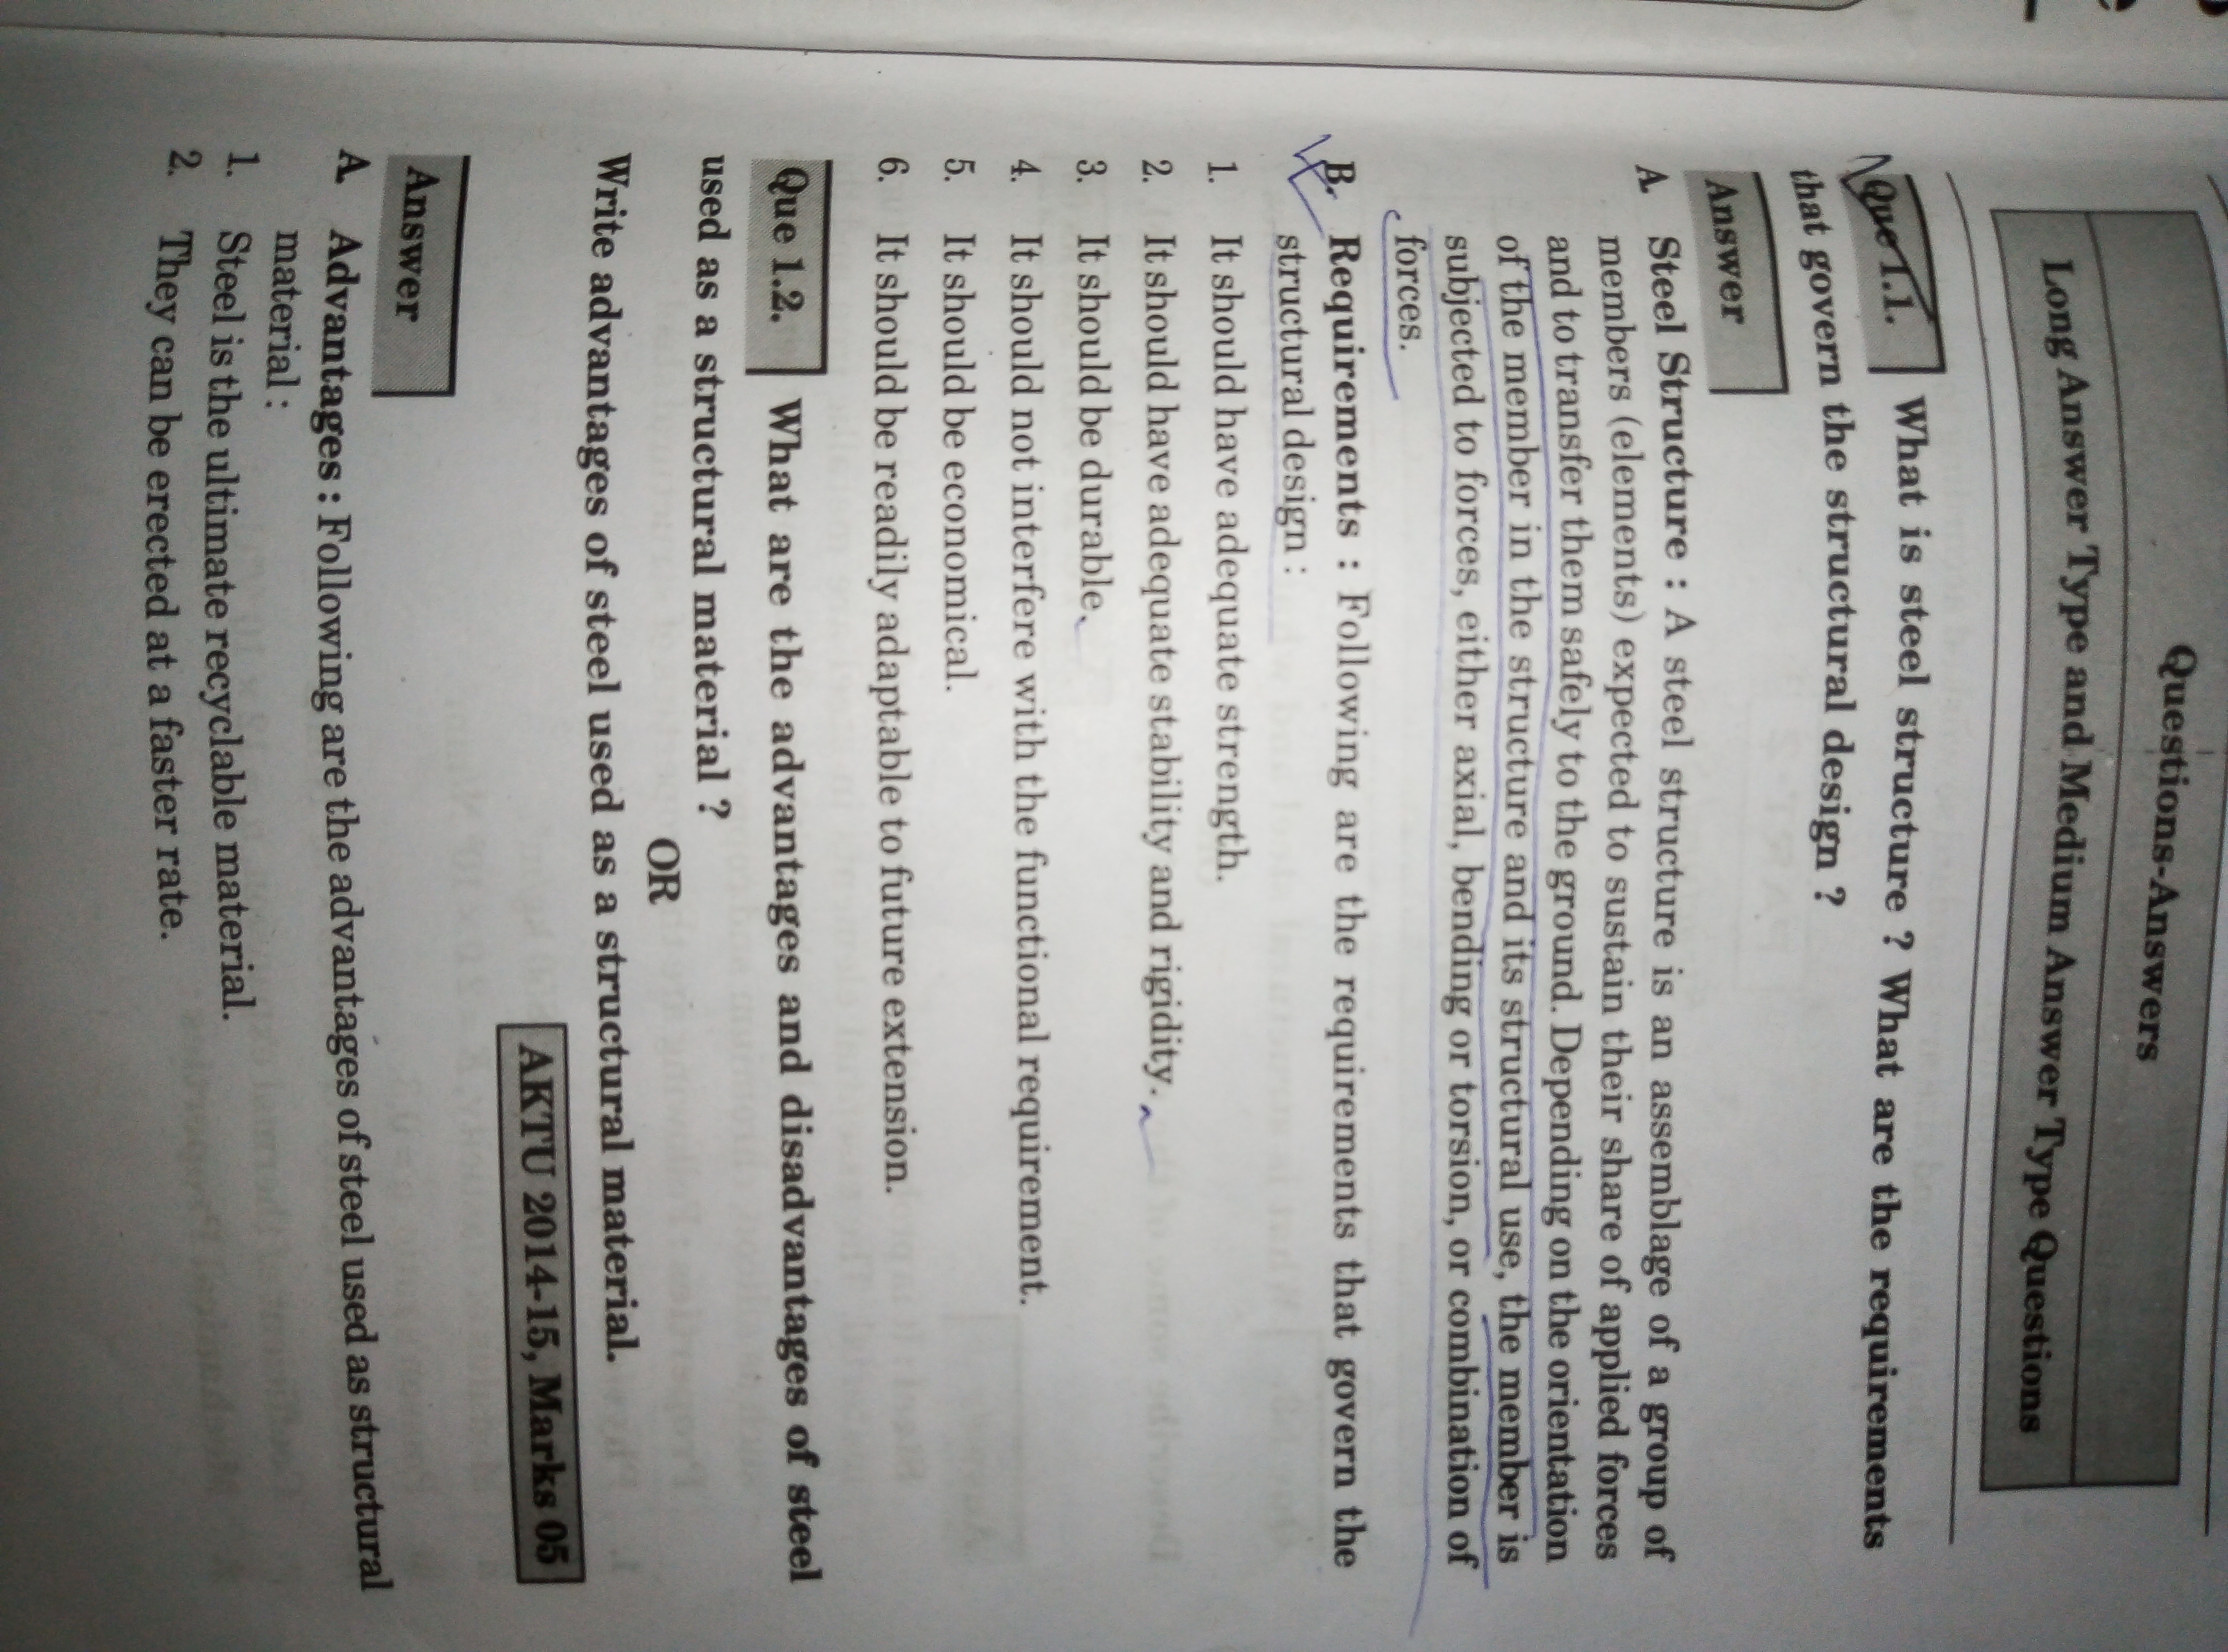 Questions-Answers
Long Answer Type and Medium Answer Type Questions
Que 1.1. What is steel structure ? What are the requirements
that govern the structural design ?
Answer
A. Steel Structure : A steel structure is an assemblage of a group of
members (elements) expected to sustain their share of applied forces
and to transfer them safely to the ground. Depending on the orientation
of the member in the structure and its structural use, the member is
subjected to forces, either axial, bending or torsion, or combination of
forces.
B. Requirements : Following are the requirements that govern the
structural design :
1. It should have adequate strength.
2. It should have adequate stability and rigidity.
3. It should be durable.
4. It should not interfere with the functional requirement.
5. It should be economical.
6. It should be readily adaptable to future extension.
Que 1.2. What are the advantages and disadvantages of steel
used as a structural material ?
OR
Write advantages of steel used as a structural material.
AKTU 2014-15, Marks 05
Answer
A. Advantages : Following are the advantages of steel used as structural
material :
1. Steel is the ultimate recyclable material.
2. They can be erected at a faster rate.